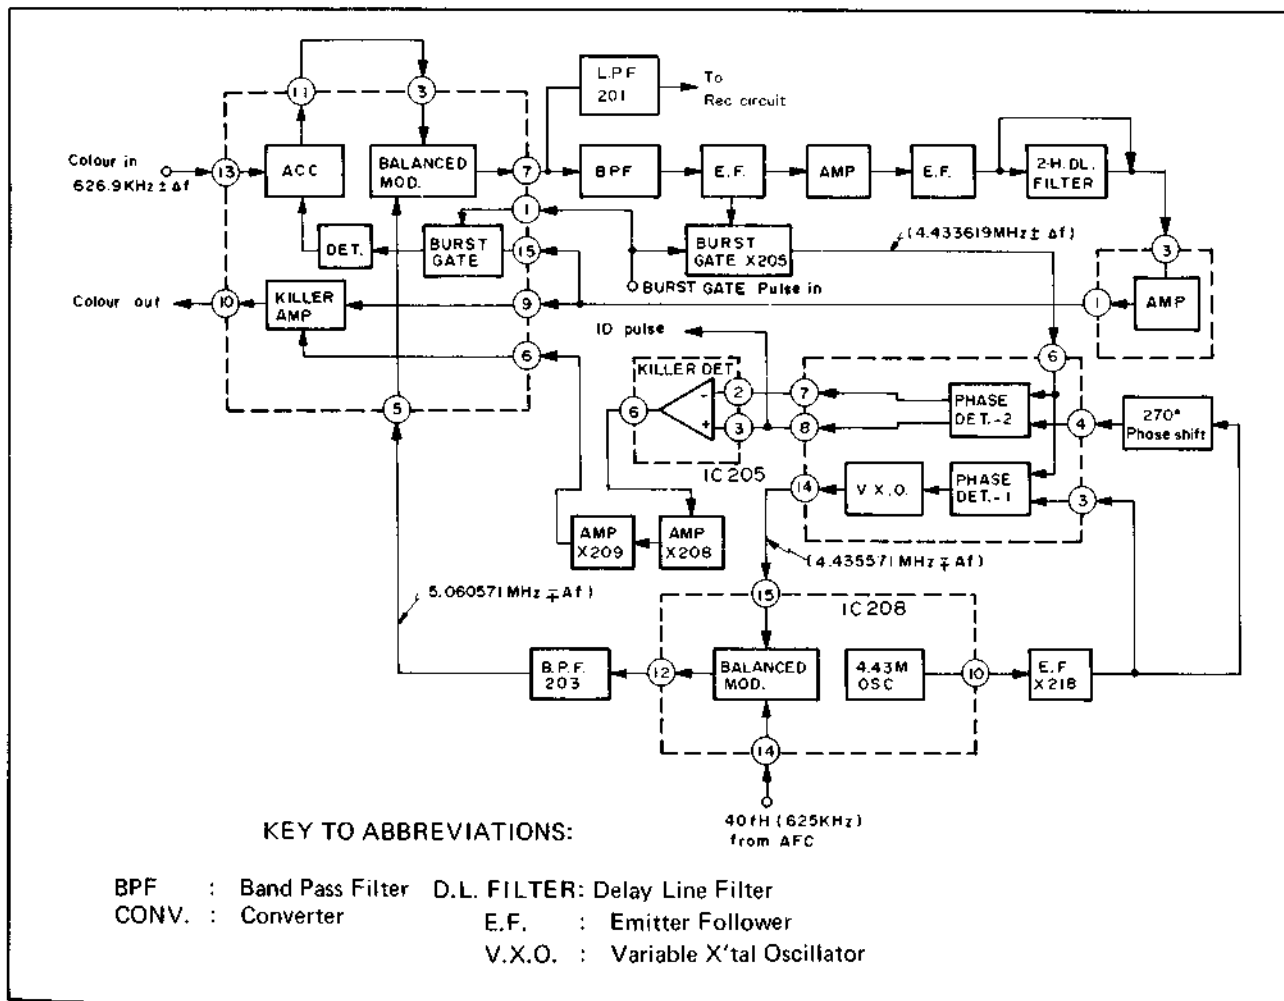 L.P.F
201
To
Rec circuit
11
3
Colour in
626.9KHz ± Δf
13
ACC
BALANCED
MOD.
7
BPF
E.F.
AMP
E.F.
2-H.DL.
FILTER
1
DET.
BURST
GATE
15
BURST
GATE X205
(4.433619MHz ± Δf)
3
BURST GATE Pulse in
Colour out
10
KILLER
AMP
9
1
AMP
ID pulse
6
6
KILLER DET
5
6
-
+
2
3
7
8
PHASE
DET.-2
4
270°
Phase shift
IC205
14
V.X.O.
PHASE
DET.-1
3
AMP
X209
AMP
X208
(4.435571MHz ∓ Δf)
5.060571MHz ∓ Δf)
15
IC208
B.P.F.
203
12
BALANCED
MOD.
4.43M
OSC
10
E.F
X218
14
40fH (625KHz)
from AFC
KEY TO ABBREVIATIONS:
BPF : Band Pass Filter D.L. FILTER: Delay Line Filter
CONV. : Converter
E.F. : Emitter Follower
V.X.O. : Variable X'tal Oscillator